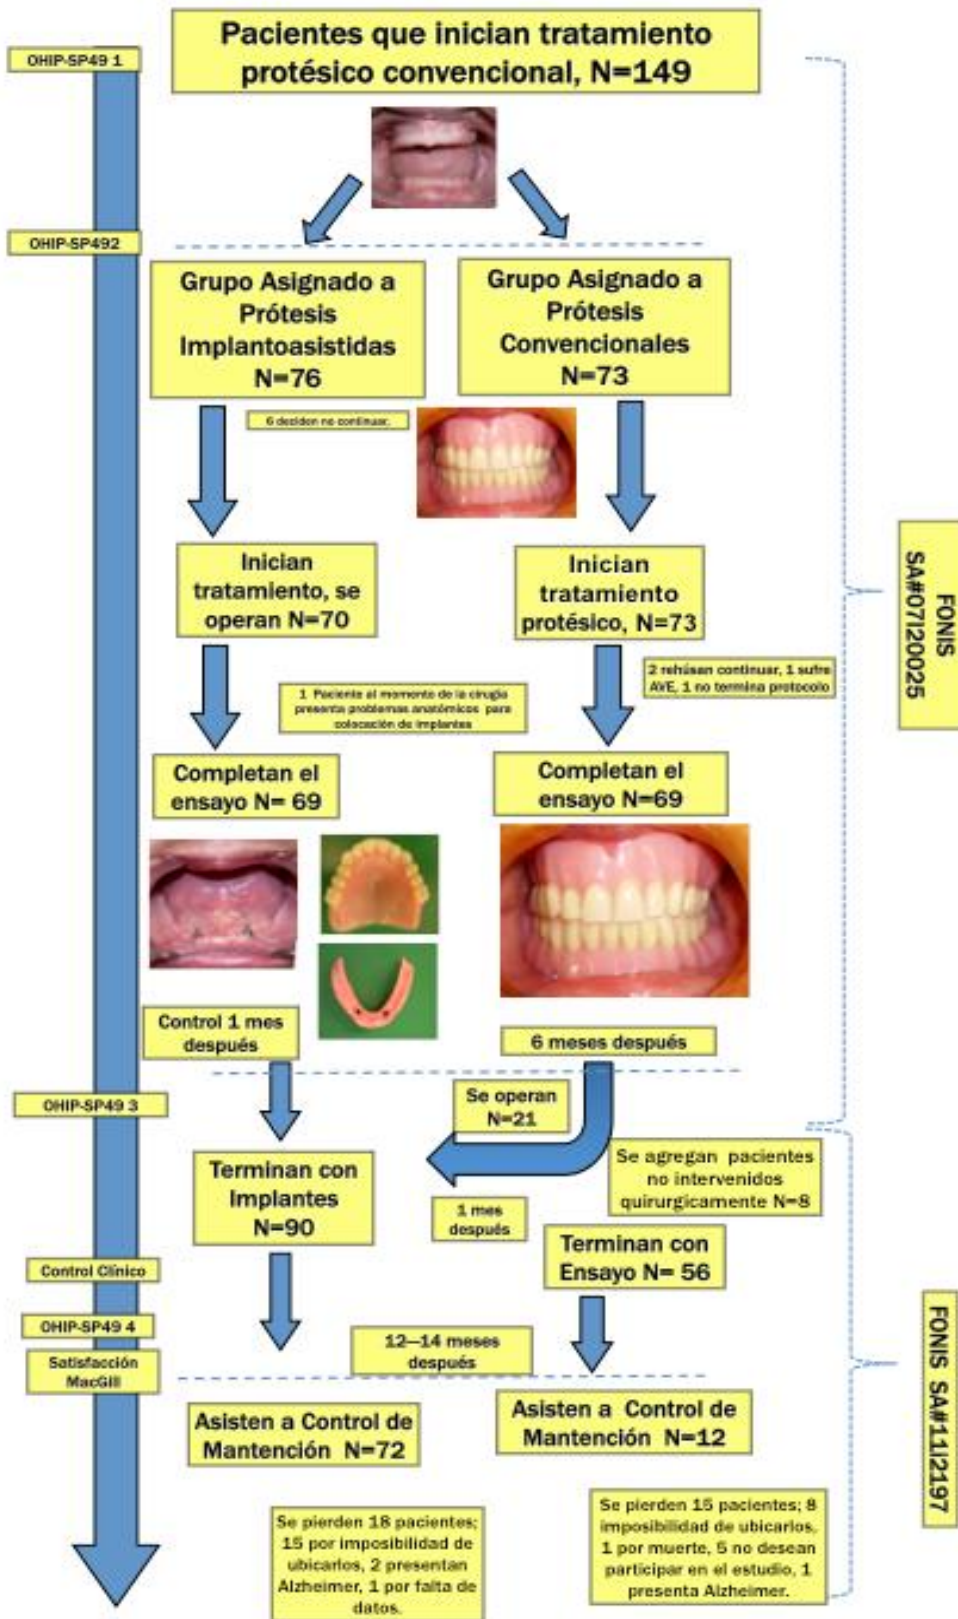 Pacientes que inician tratamiento
protésico convencional, N=149
OHIP-SP49 1
OHIP-SP492
Grupo Asignado a
Prótesis
Implantoasistidas
N=76
Grupo Asignado a
Prótesis
Convencionales
N=73
6 deciden no continuar.
Inician
tratamiento, se
operan N=70
Inician
tratamiento
protésico, N=73
FONIS
SA#07I20025
1 Paciente al momento de la cirugía
presenta problemas anatómicos para
colocación de implantes
2 rehúsan continuar, 1 sufre
AVE, 1 no termina protocolo
Completan el
ensayo N= 69
Completan el
ensayo N=69
Control 1 mes
después
6 meses después
OHIP-SP49 3
Se operan
N=21
Terminan con
Implantes
N=90
1 mes
después
Se agregan pacientes
no intervenidos
quirurgicamente N=8
Terminan con
Ensayo N= 56
Control Clínico
OHIP-SP49 4
Satisfacción
MacGill
12—14 meses
después
FONIS SA#11I2197
Asisten a Control de
Mantención N=72
Asisten a Control de
Mantención N=12
Se pierden 18 pacientes;
15 por imposibilidad de
ubicarlos, 2 presentan
Alzheimer, 1 por falta de
datos.
Se pierden 15 pacientes; 8
imposibilidad de ubicarlos,
1 por muerte, 5 no desean
participar en el estudio, 1
presenta Alzheimer.